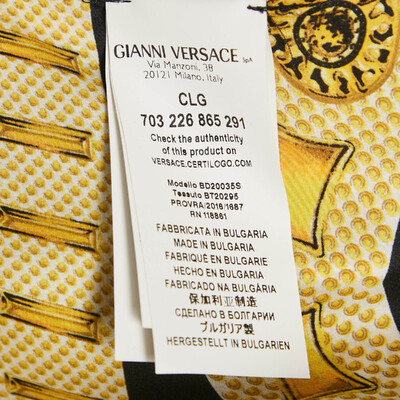 GIANNI VERSACE SpA
Via Manzoni, 38
20121 Milano, Italy
CLG
703 226 865 291
Check the authenticity
of this product on
VERSACE.CERTILOGO.COM
Modello BD20035S
Tessuto BT20295
PROVRA/2018/1687
RN 118861
FABBRICATA IN BULGARIA
MADE IN BULGARIA
FABRIQUÉ EN BULGARIE
HECHO EN BULGARIA
FABRICADO NA BULGÁRIA
保加利亚制造
СДЕЛАНО В БОЛГАРИИ
ブルガリア製
HERGESTELLT IN BULGARIEN